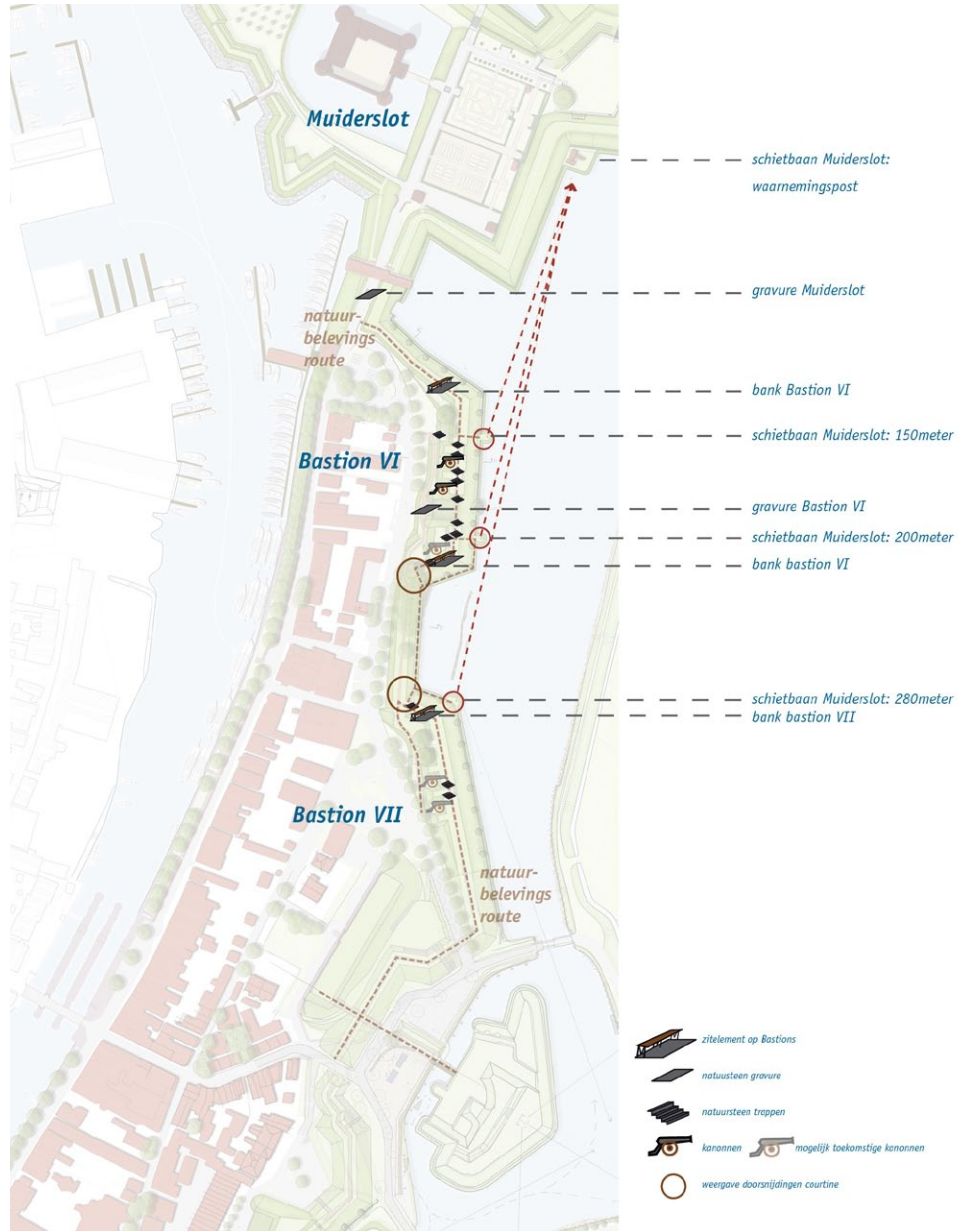 Muiderslot
schietbaan Muiderslot:
waarnemingspost
gravure Muiderslot
natuur-
belevings
route
bank Bastion VI
schietbaan Muiderslot: 150meter
Bastion VI
gravure Bastion VI
schietbaan Muiderslot: 200meter
bank bastion VI
schietbaan Muiderslot: 280meter
bank bastion VII
Bastion VII
natuur-
belevings
route
zitelement op Bastions
natuusteen gravure
natuursteen trappen
kanonnen
mogelijk toekomstige kanonnen
weergave doorsnijdingen courtine